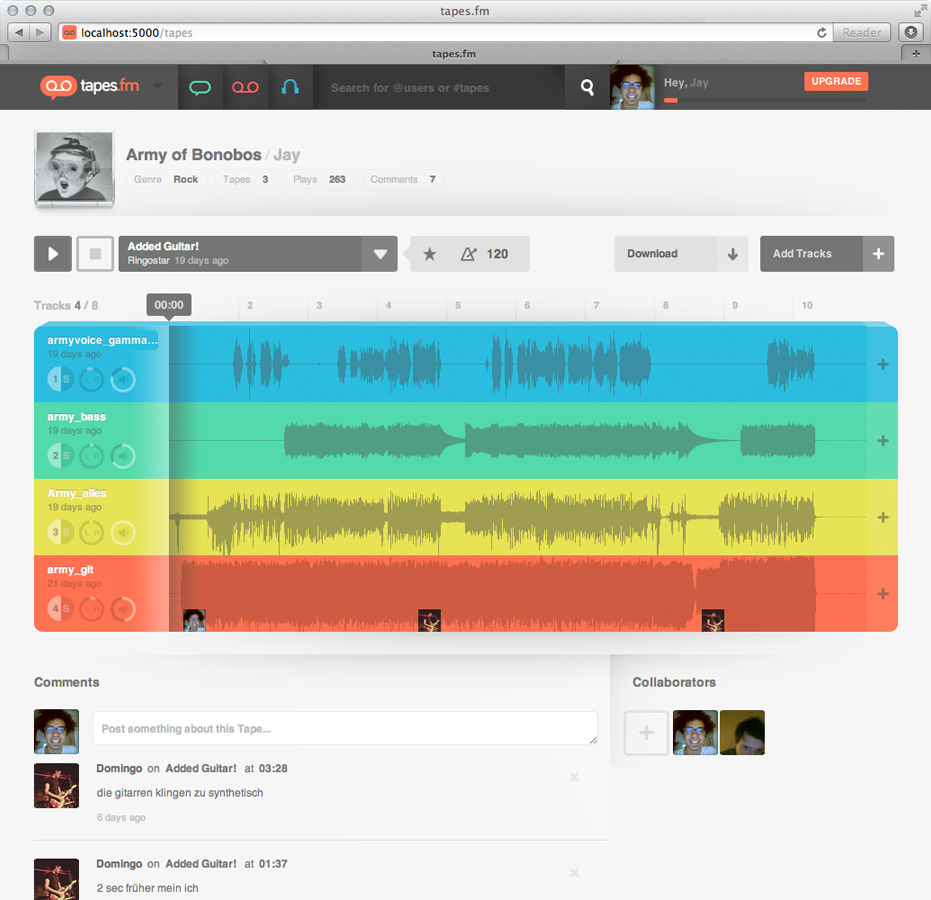 tapes.fm
localhost:5000/tapes
Reader
tapes.fm
tapes.fm
Search for @users or #tapes
Hey, Jay
UPGRADE
Army of Bonobos / Jay
Genre Rock Tapes 3 Plays 263 Comments 7
Added Guitar!
Ringostar 19 days ago
120
Download
Add Tracks
Tracks 4 / 8
00:00
2 3 4 5 6 7 8 9 10
armyvoice_gamma...
19 days ago
1 S L R
army_bass
19 days ago
2 S L R
Army_alles
19 days ago
3 S L R
army_git
21 days ago
4 S L R
Comments
Collaborators
Post something about this Tape...
Domingo on Added Guitar! at 03:28
die gitarren klingen zu synthetisch
6 days ago
Domingo on Added Guitar! at 01:37
2 sec früher mein ich